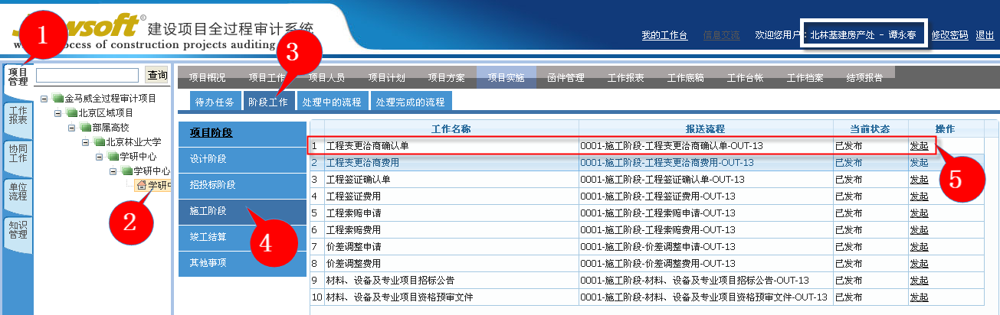 建设项目全过程审计系统
®
ocess of construction projects auditing
我的工作台 信息交流 欢迎您用户: 北林基建房产处 - 谭永春 修改密码 退出
1
3
项目管理
工作报表
协同工作
单位流程
知识管理
查询
金马威全过程审计项目
北京区域项目
部属高校
北京林业大学
学研中心
学研中心
学研中
2
项目概况 项目工作 项目人员 项目计划 项目方案 项目实施 函件管理 工作报表 工作底稿 工作台帐 工作档案 结项报告
待办任务 阶段工作 处理中的流程 处理完成的流程
项目阶段
设计阶段
招投标阶段
施工阶段
竣工结算
其他事项
4
工作名称 报送流程 当前状态 操作
1 工程变更洽商确认单 0001-施工阶段-工程变更洽商确认单-OUT-13 已发布 发起
2 工程变更洽商费用 0001-施工阶段-工程变更洽商费用-OUT-13 已发布 发起
3 工程签证确认单 0001-施工阶段-工程签证确认单-OUT-13 已发布 发起
4 工程签证费用 0001-施工阶段-工程签证费用-OUT-13 已发布 发起
5 工程索赔申请 0001-施工阶段-工程索赔申请-OUT-13 已发布 发起
6 工程索赔费用 0001-施工阶段-工程索赔费用-OUT-13 已发布 发起
7 价差调整申请 0001-施工阶段-价差调整申请-OUT-13 已发布 发起
8 价差调整费用 0001-施工阶段-价差调整费用-OUT-13 已发布 发起
9 材料、设备及专业项目招标公告 0001-施工阶段-材料、设备及专业项目招标公告-OUT-13 已发布 发起
10 材料、设备及专业项目资格预审文件 0001-施工阶段-材料、设备及专业项目资格预审文件-OUT-13 已发布 发起
5